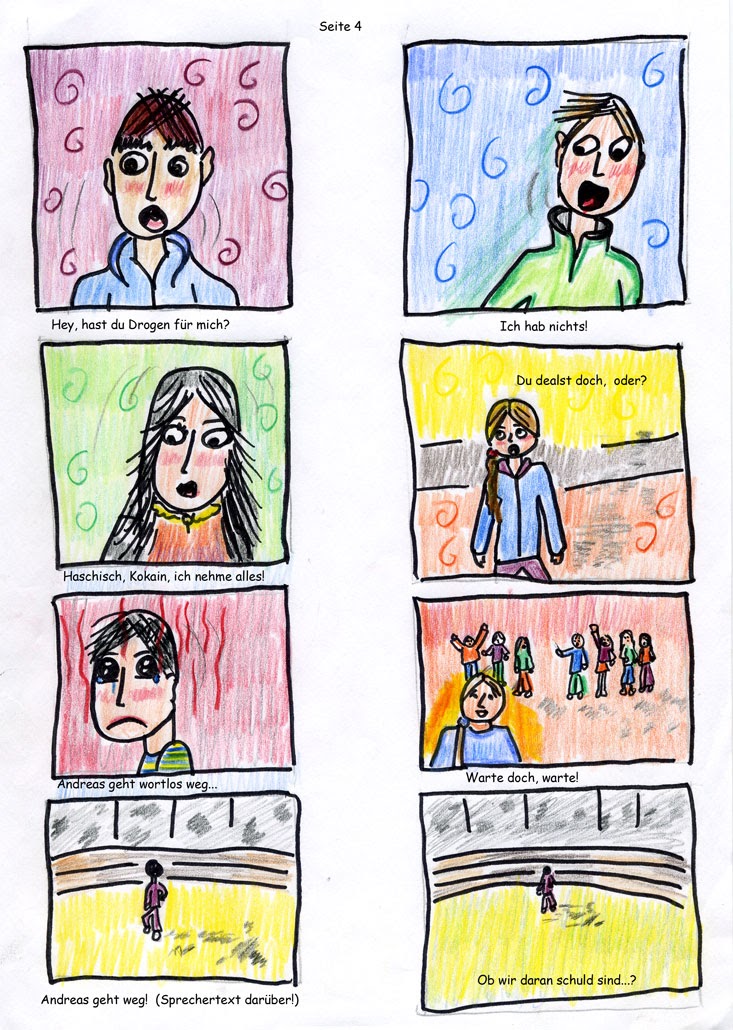 Seite 4
Hey, hast du Drogen für mich?
Ich hab nichts!
Haschisch, Kokain, ich nehme alles!
Du dealst doch, oder?
Andreas geht wortlos weg...
Warte doch, warte!
Andreas geht weg! (Sprechertext darüber!)
Ob wir daran schuld sind...?